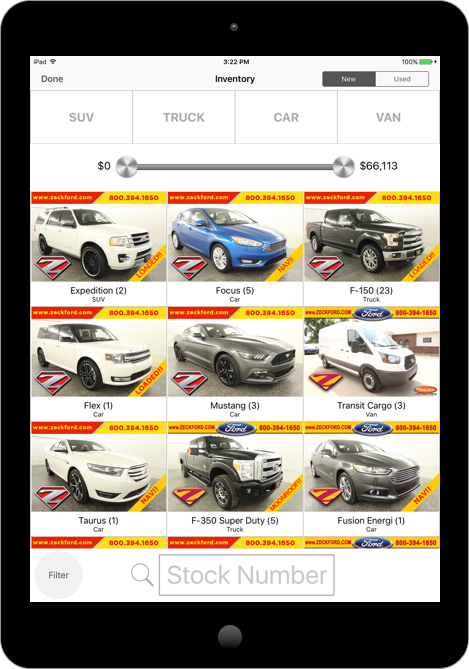 iPad 3:22 PM 100%
Done Inventory New Used
SUV TRUCK CAR VAN
$0 $66,113
www.zeckford.com 800.394.1650 www.zeckford.com 800.394.1650 www.zeckford.com 800.394.1650
Z LOADED!! Z NAV!! Z LOADED!!
Expedition (2) Focus (5) F-150 (23)
SUV Car Truck
www.zeckford.com 800.394.1650 www.zeckford.com 800.394.1650 WWW.ZECKFORD.COM Ford 800-394-1650
Z LOADED!! Z Z
Flex (1) Mustang (3) Transit Cargo (3)
Car Car Van
www.zeckford.com 800.394.1650 WWW.ZECKFORD.COM Ford 800-394-1650 WWW.ZECKFORD.COM Ford 800-394-1650
Z NAV!! Z MOONROOF!! Z NAV!!
Taurus (1) F-350 Super Duty (5) Fusion Energi (1)
Car Truck Car
www.zeckford.com 800.394.1650 www.zeckford.com 800.394.1650 WWW.ZECKFORD.COM Ford 800-394-1650
Filter Stock Number